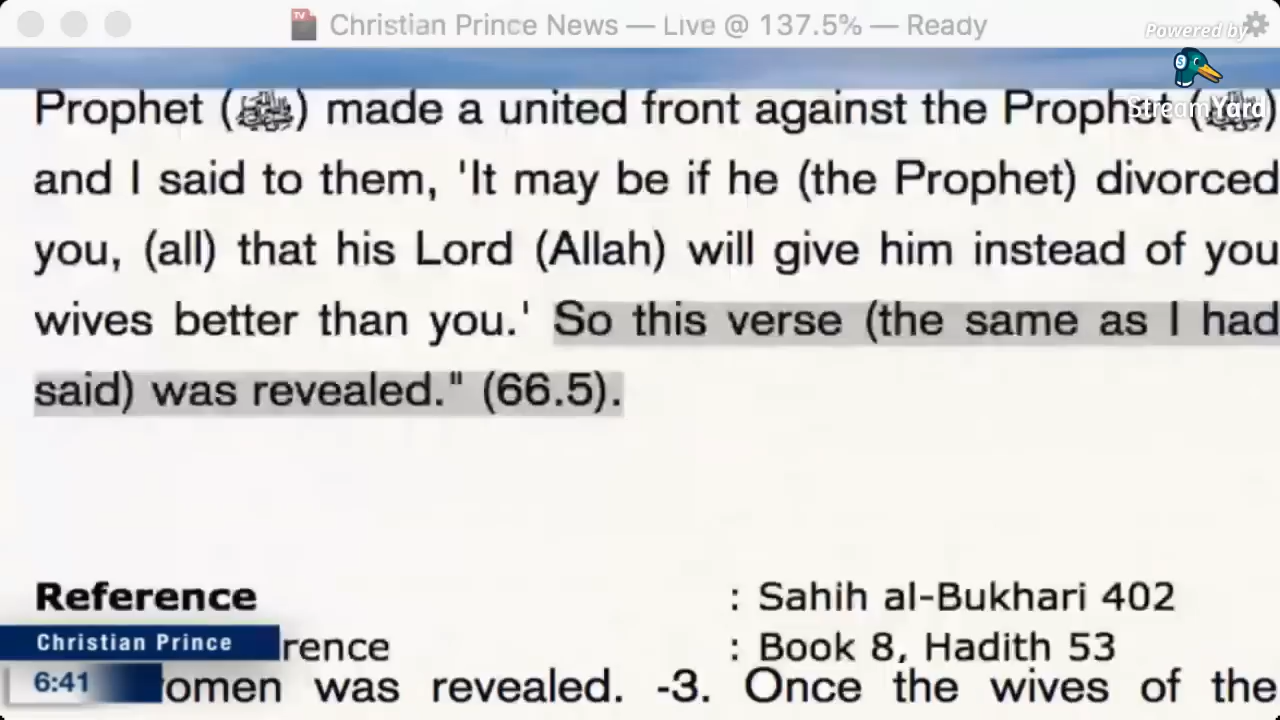 Christian Prince News — Live @ 137.5% — Ready
Powered by
StreamYard
Prophet (ﷺ) made a united front against the Prophet (ﷺ)
and I said to them, 'It may be if he (the Prophet) divorced
you, (all) that his Lord (Allah) will give him instead of you
wives better than you.' So this verse (the same as I had
said) was revealed." (66.5).
Reference : Sahih al-Bukhari 402
Christian Prince
rence : Book 8, Hadith 53
6:41
omen was revealed. -3. Once the wives of the